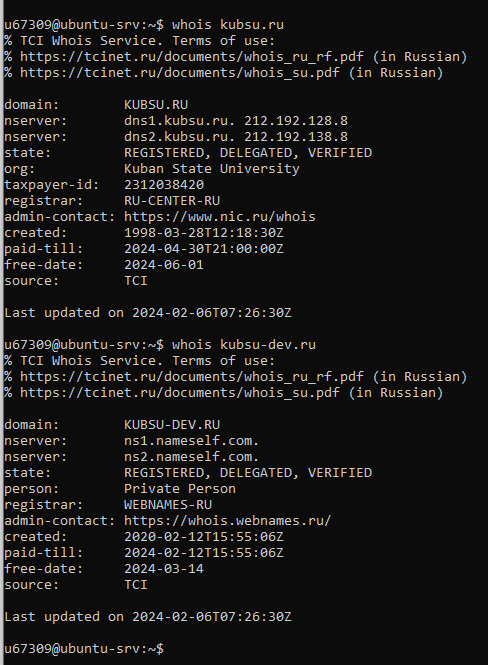 u67309@ubuntu-srv:~$ whois kubsu.ru
% TCI Whois Service. Terms of use:
% https://tcinet.ru/documents/whois_ru_rf.pdf (in Russian)
% https://tcinet.ru/documents/whois_su.pdf (in Russian)

domain:        KUBSU.RU
nserver:       dns1.kubsu.ru. 212.192.128.8
nserver:       dns2.kubsu.ru. 212.192.138.8
state:         REGISTERED, DELEGATED, VERIFIED
org:           Kuban State University
taxpayer-id:   2312038420
registrar:     RU-CENTER-RU
admin-contact: https://www.nic.ru/whois
created:       1998-03-28T12:18:30Z
paid-till:     2024-04-30T21:00:00Z
free-date:     2024-06-01
source:        TCI

Last updated on 2024-02-06T07:26:30Z

u67309@ubuntu-srv:~$ whois kubsu-dev.ru
% TCI Whois Service. Terms of use:
% https://tcinet.ru/documents/whois_ru_rf.pdf (in Russian)
% https://tcinet.ru/documents/whois_su.pdf (in Russian)

domain:        KUBSU-DEV.RU
nserver:       ns1.nameself.com.
nserver:       ns2.nameself.com.
state:         REGISTERED, DELEGATED, VERIFIED
person:        Private Person
registrar:     WEBNAMES-RU
admin-contact: https://whois.webnames.ru/
created:       2020-02-12T15:55:06Z
paid-till:     2024-02-12T15:55:06Z
free-date:     2024-03-14
source:        TCI

Last updated on 2024-02-06T07:26:30Z

u67309@ubuntu-srv:~$